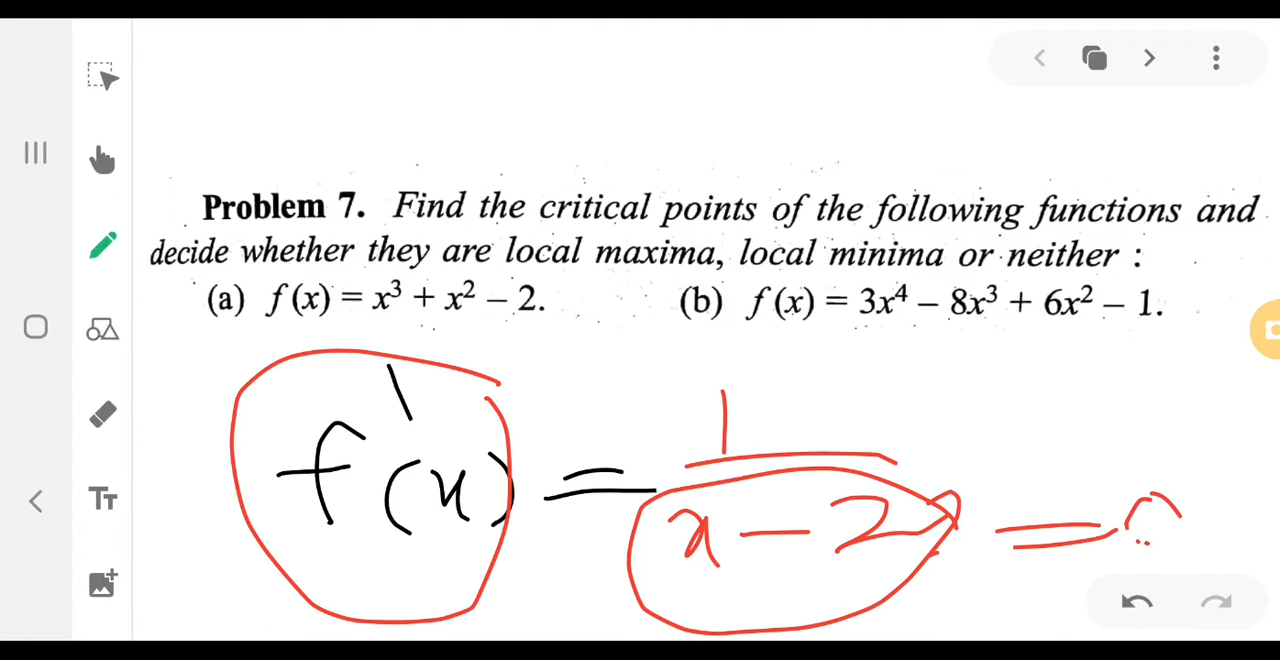 Problem 7. Find the critical points of the following functions and
decide whether they are local maxima, local minima or neither :
(a) f(x) = x³ + x² – 2. (b) f(x) = 3x⁴ – 8x³ + 6x² – 1.
f'(x) = 1/(x – 2) =
TT